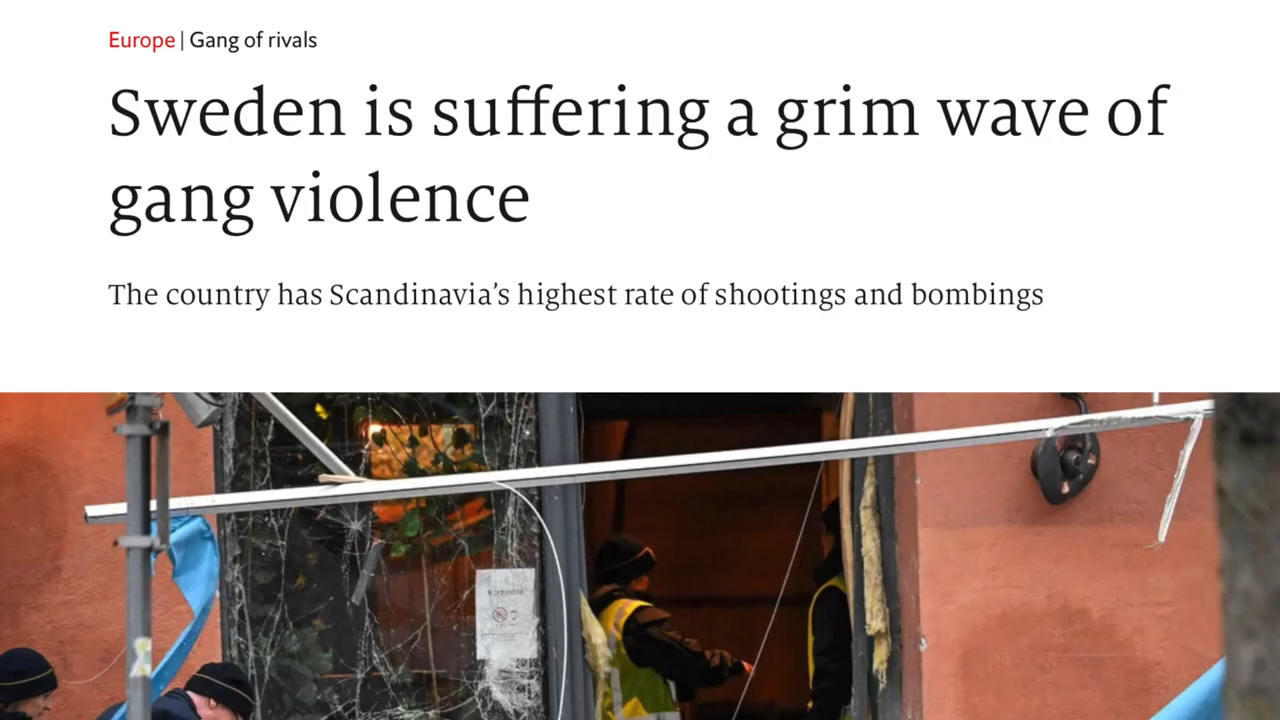 Europe | Gang of rivals
Sweden is suffering a grim wave of
gang violence
The country has Scandinavia’s highest rate of shootings and bombings